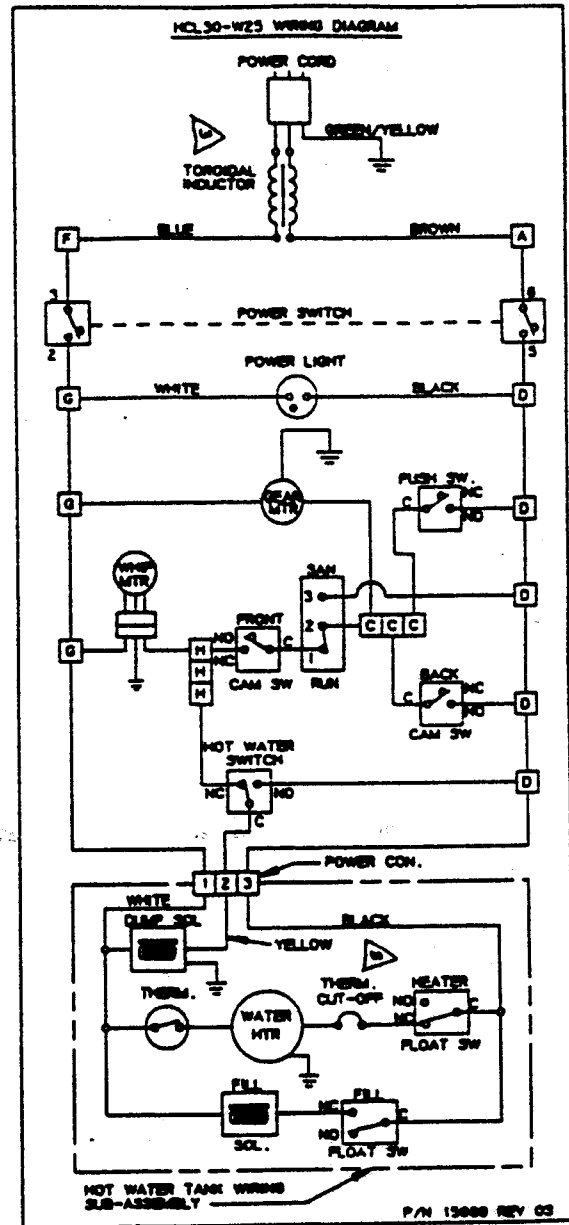 HCL30-W25 WIRING DIAGRAM
POWER CORD
GREEN/YELLOW
TOROIDAL
INDUCTOR
BLUE
BROWN
F
A
2
5
POWER SWITCH
POWER LIGHT
WHITE
BLACK
G
D
GEAR
MTR
PUSH SW.
C
NC
NO
G
D
WHIP
MTR
SAN
3
D
FRONT
2
C C C
G
H
NO
NC
C
1
H
H
CAM SW
RUN
BACK
C
NC
NO
D
CAM SW
HOT WATER
SWITCH
NC
NO
C
D
POWER CON.
1 2 3
WHITE
BLACK
DUMP SOL
YELLOW
THERM.
WATER
HTR
THERM.
CUT-OFF
HEATER
NO
NC
C
FLOAT SW
FILL
SOL.
FILL
NC
NO
C
FLOAT SW
HOT WATER TANK WIRING
SUB-ASSEMBLY
REV 03
P/N